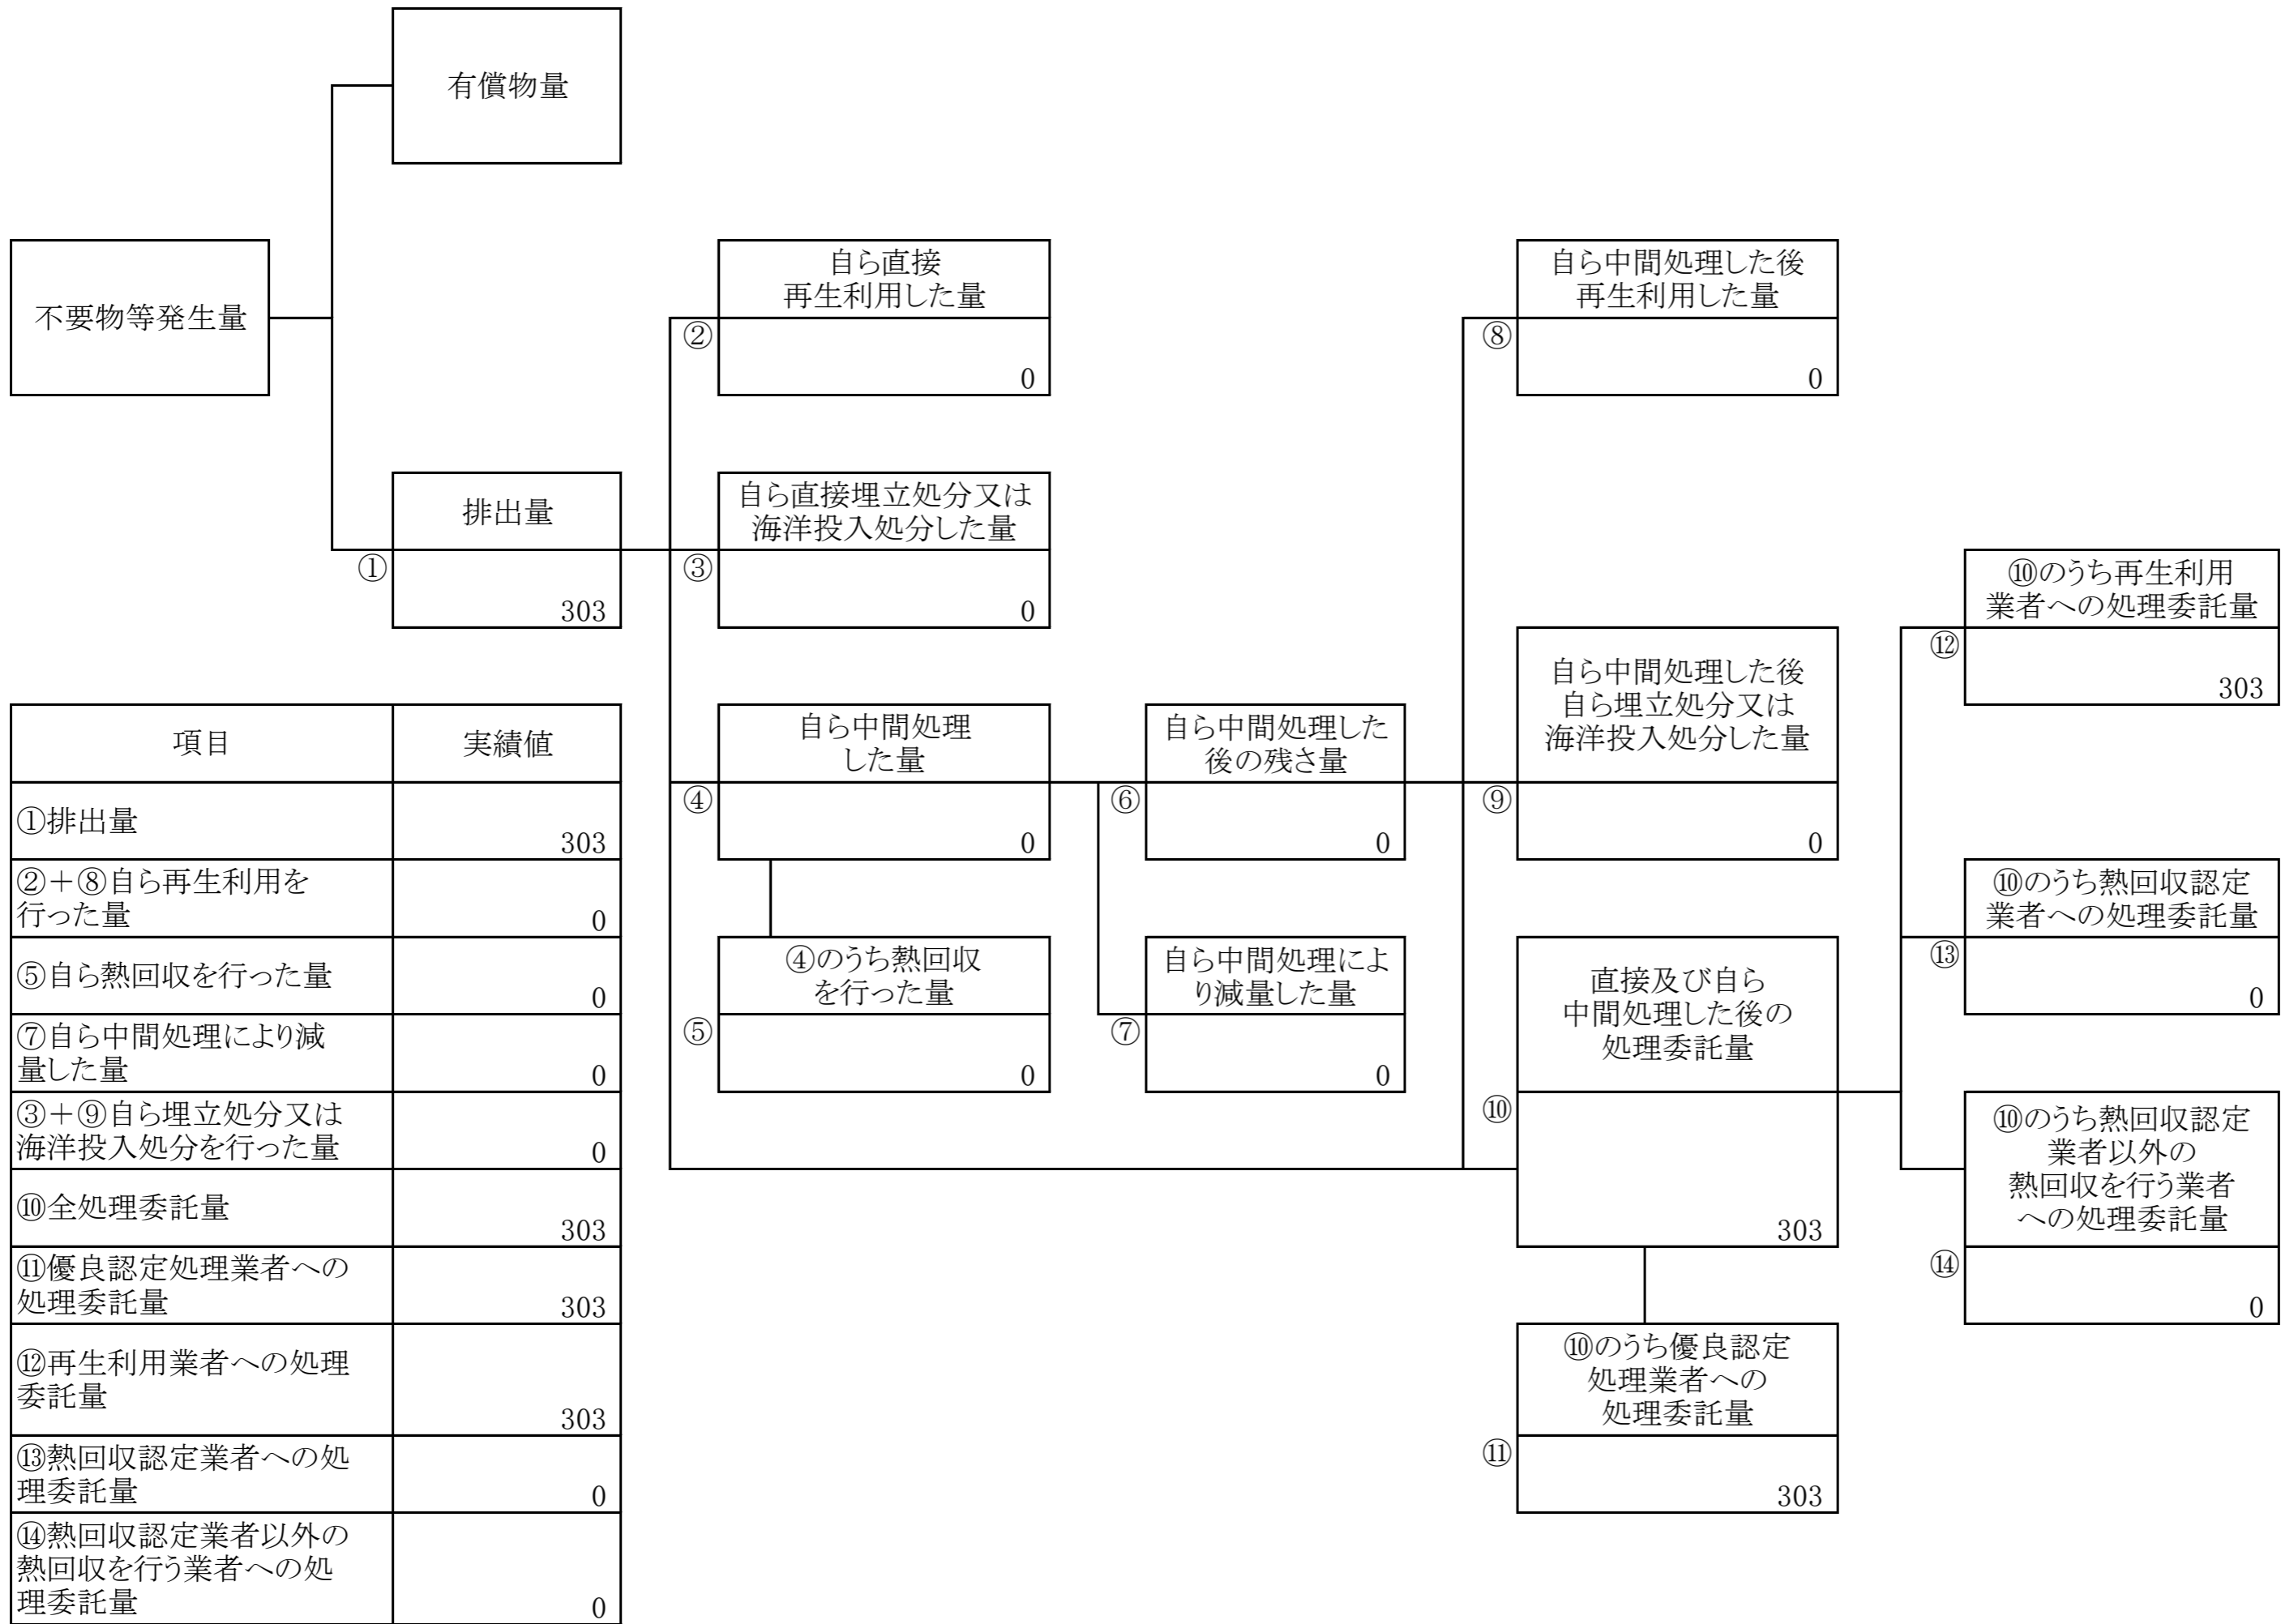 有償物量
不要物等発生量
自ら直接
再生利用した量
②
0
自ら中間処理した後
再生利用した量
⑧
0
排出量
①
303
自ら直接埋立処分又は
海洋投入処分した量
③
0
⑩のうち再生利用
業者への処理委託量
⑫
303
自ら中間処理
した量
④
0
自ら中間処理した
後の残さ量
⑥
0
自ら中間処理した後
自ら埋立処分又は
海洋投入処分した量
⑨
0
⑩のうち熱回収認定
業者への処理委託量
⑬
0
④のうち熱回収
を行った量
⑤
0
自ら中間処理によ
り減量した量
⑦
0
直接及び自ら
中間処理した後の
処理委託量
⑩
303
⑩のうち熱回収認定
業者以外の
熱回収を行う業者
への処理委託量
⑭
0
⑩のうち優良認定
処理業者への
処理委託量
⑪
303
項目 実績値
①排出量
303
②＋⑧自ら再生利用を
行った量
0
⑤自ら熱回収を行った量
0
⑦自ら中間処理により減
量した量
0
③＋⑨自ら埋立処分又は
海洋投入処分を行った量
0
⑩全処理委託量
303
⑪優良認定処理業者への
処理委託量
303
⑫再生利用業者への処理
委託量
303
⑬熱回収認定業者への処
理委託量
0
⑭熱回収認定業者以外の
熱回収を行う業者への処
理委託量
0